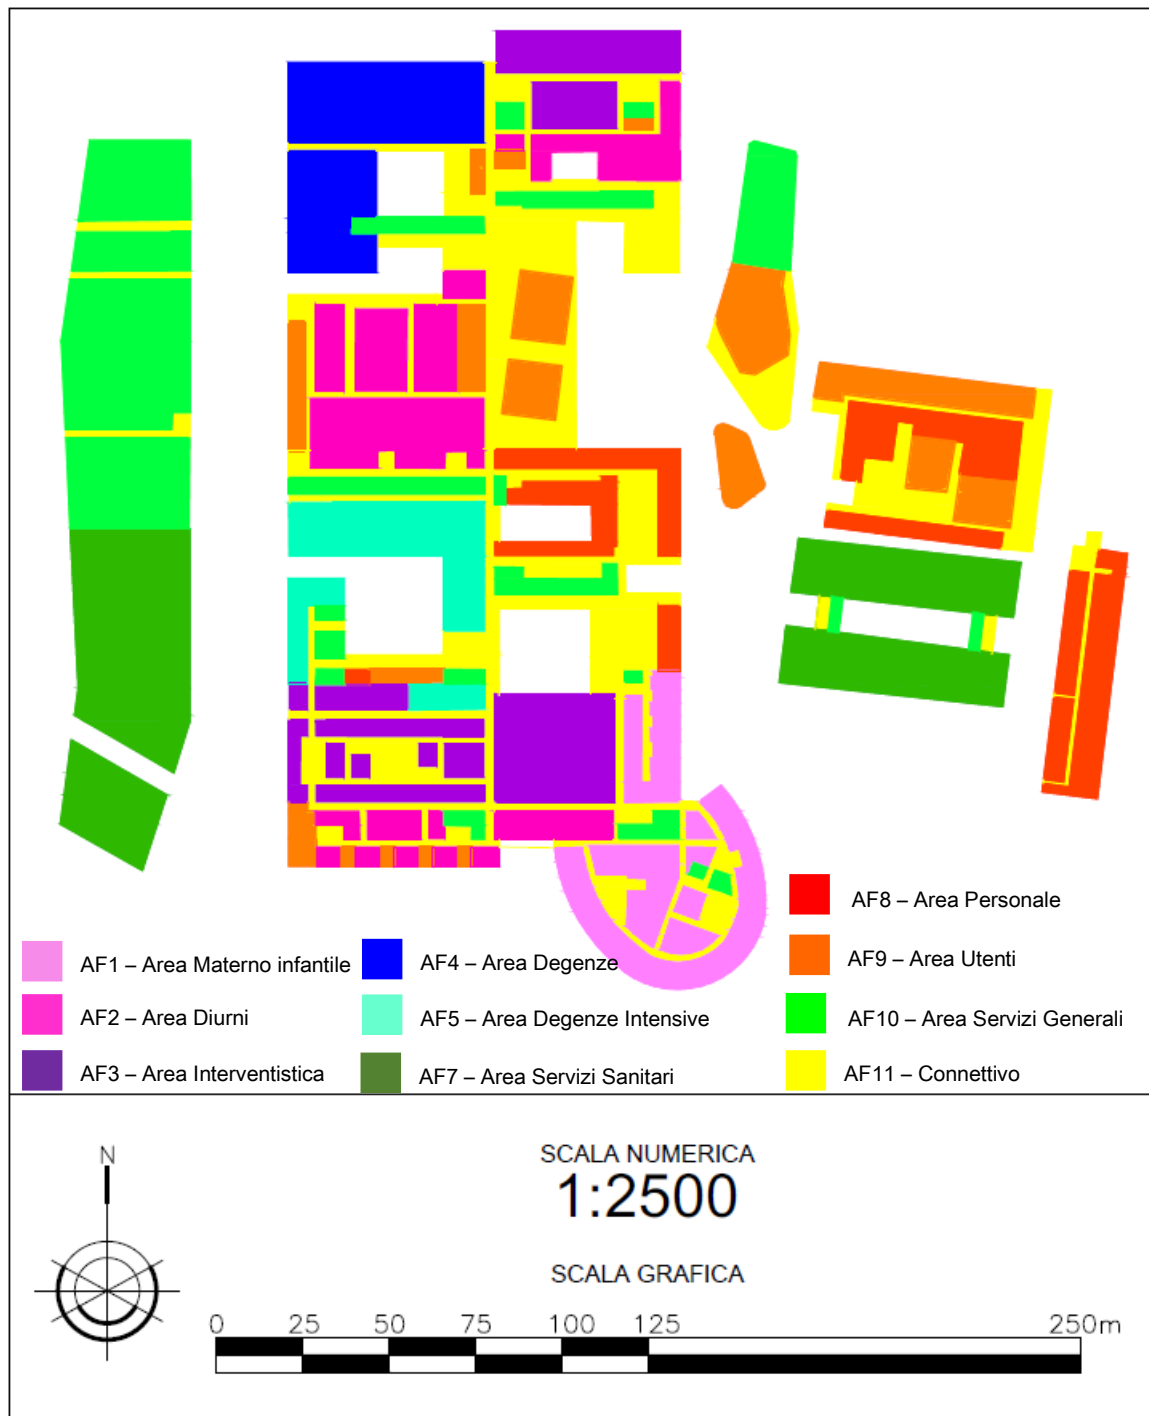 AF8 – Area Personale
AF1 – Area Materno infantile
AF4 – Area Degenze
AF9 – Area Utenti
AF2 – Area Diurni
AF5 – Area Degenze Intensive
AF10 – Area Servizi Generali
AF3 – Area Interventistica
AF7 – Area Servizi Sanitari
AF11 – Connettivo
N
SCALA NUMERICA
1:2500
SCALA GRAFICA
0 25 50 75 100 125 250m